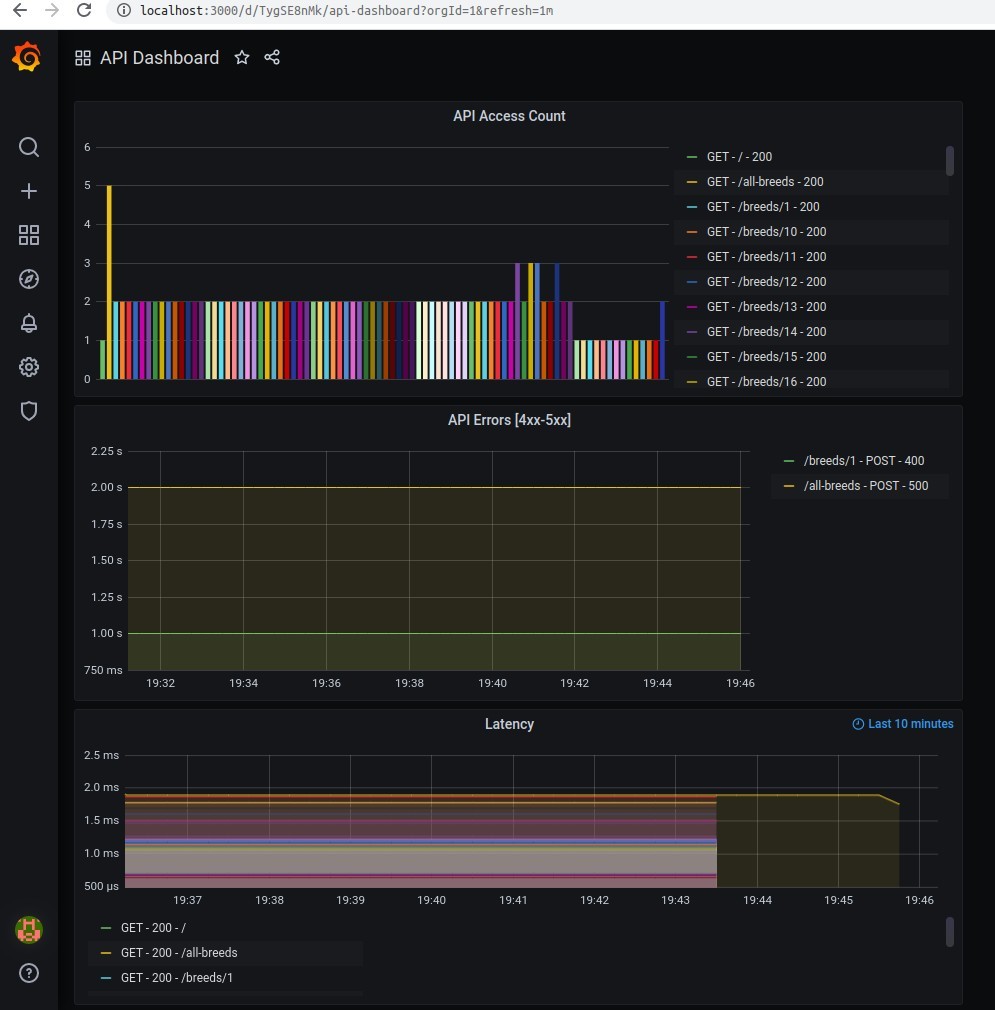 localhost:3000/d/TygSE8nMk/api-dashboard?orgId=1&refresh=1m
API Dashboard
API Access Count
6
5
4
3
2
1
0
GET - / - 200
GET - /all-breeds - 200
GET - /breeds/1 - 200
GET - /breeds/10 - 200
GET - /breeds/11 - 200
GET - /breeds/12 - 200
GET - /breeds/13 - 200
GET - /breeds/14 - 200
GET - /breeds/15 - 200
GET - /breeds/16 - 200
API Errors [4xx-5xx]
2.25 s
2.00 s
1.75 s
1.50 s
1.25 s
1.00 s
750 ms
19:32 19:34 19:36 19:38 19:40 19:42 19:44 19:46
/breeds/1 - POST - 400
/all-breeds - POST - 500
Latency
Last 10 minutes
2.5 ms
2.0 ms
1.5 ms
1.0 ms
500 µs
19:37 19:38 19:39 19:40 19:41 19:42 19:43 19:44 19:45 19:46
GET - 200 - /
GET - 200 - /all-breeds
GET - 200 - /breeds/1